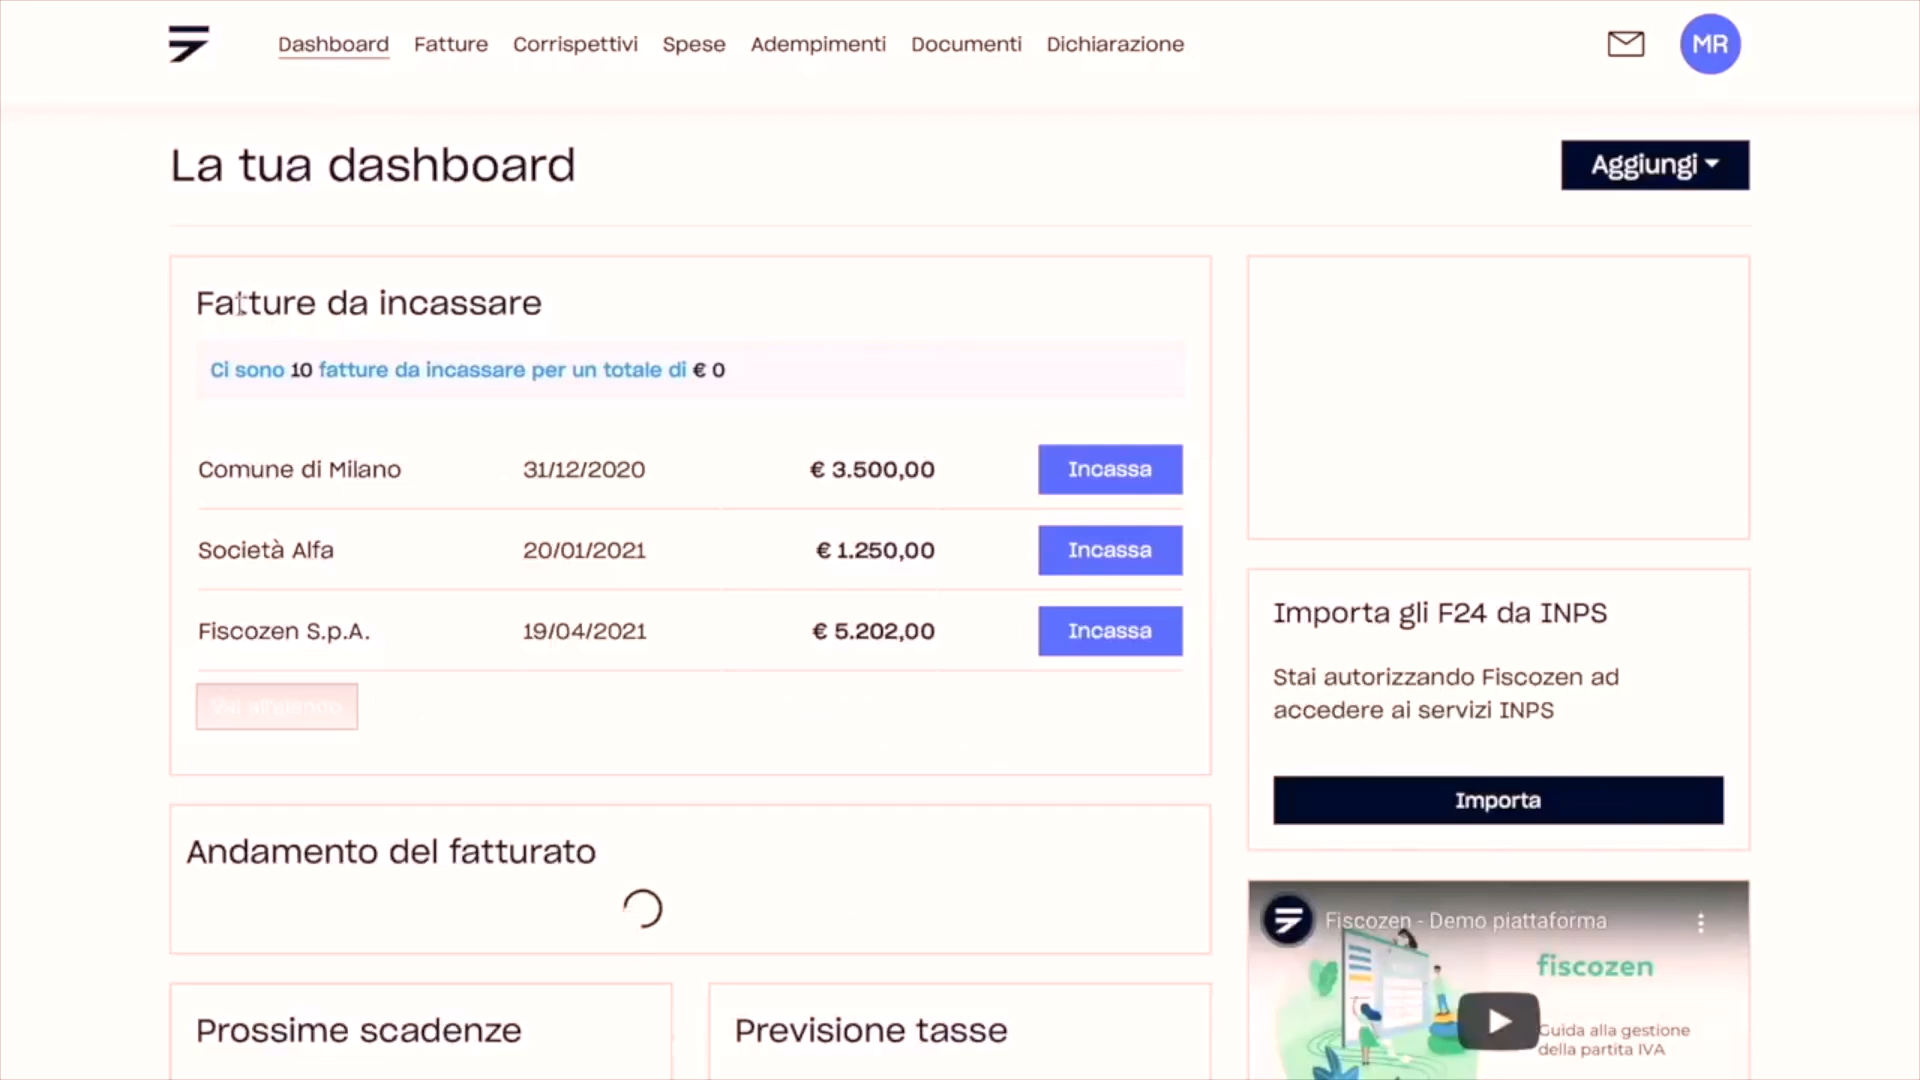 Dashboard Fatture Corrispettivi Spese Adempimenti Documenti Dichiarazione
MR
La tua dashboard
Aggiungi
Fatture da incassare
Ci sono 10 fatture da incassare per un totale di € 0
Comune di Milano 31/12/2020 € 3.500,00 Incassa
Società Alfa 20/01/2021 € 1.250,00 Incassa
Fiscozen S.p.A. 19/04/2021 € 5.202,00 Incassa
Vai all'elenco
Andamento del fatturato
Prossime scadenze
Previsione tasse
Importa gli F24 da INPS
Stai autorizzando Fiscozen ad
accedere ai servizi INPS
Importa
Fiscozen - Demo piattaforma
fiscozen
Guida alla gestione
della partita IVA